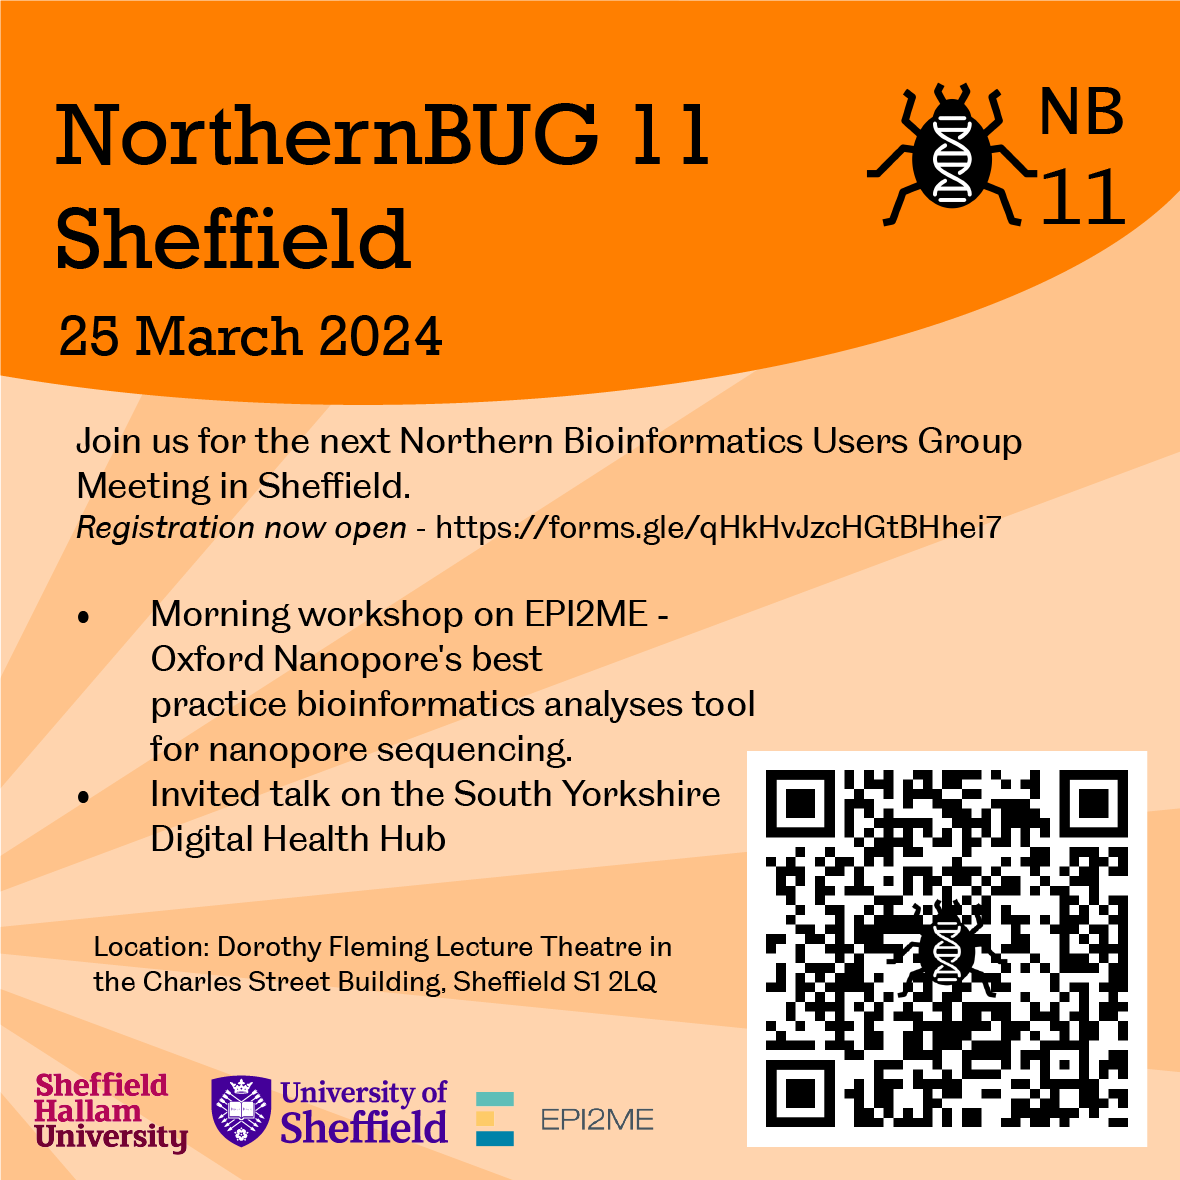 NorthernBUG 11
Sheffield
25 March 2024
NB
11
Join us for the next Northern Bioinformatics Users Group
Meeting in Sheffield.
Registration now open - https://forms.gle/qHkHvJzcHGtBHhei7
• Morning workshop on EPI2ME -
Oxford Nanopore's best
practice bioinformatics analyses tool
for nanopore sequencing.
• Invited talk on the South Yorkshire
Digital Health Hub
Location: Dorothy Fleming Lecture Theatre in
the Charles Street Building, Sheffield S1 2LQ
Sheffield
Hallam
University
University of
Sheffield
EPI2ME